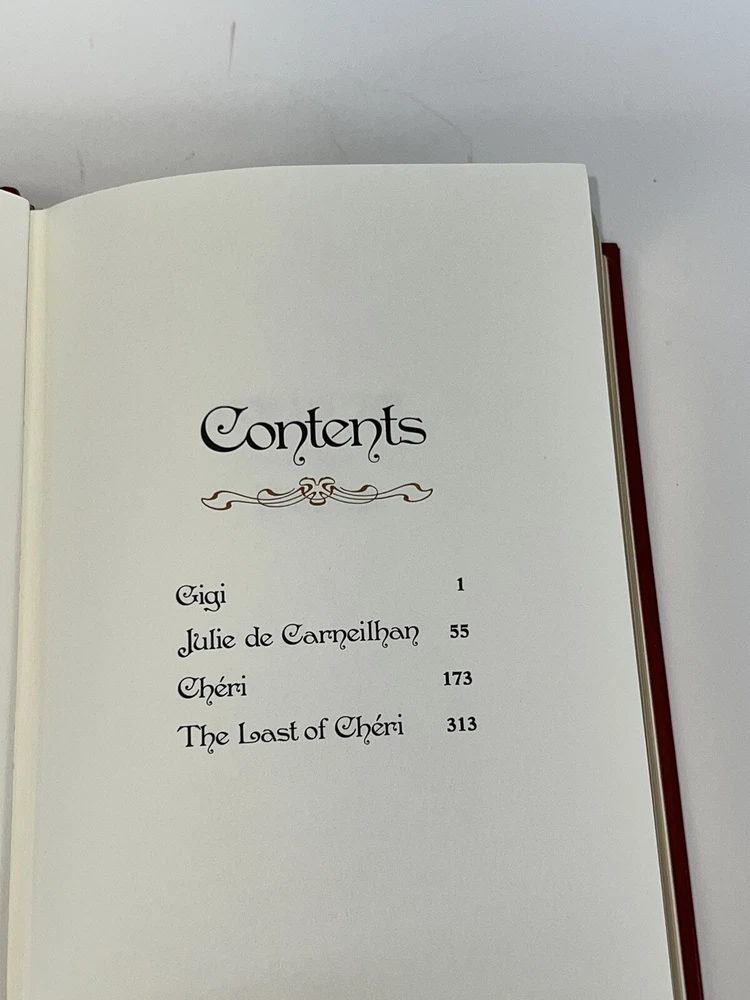 Contents
Gigi 1
Julie de Carneilhan 55
Chéri 173
The Last of Chéri 313